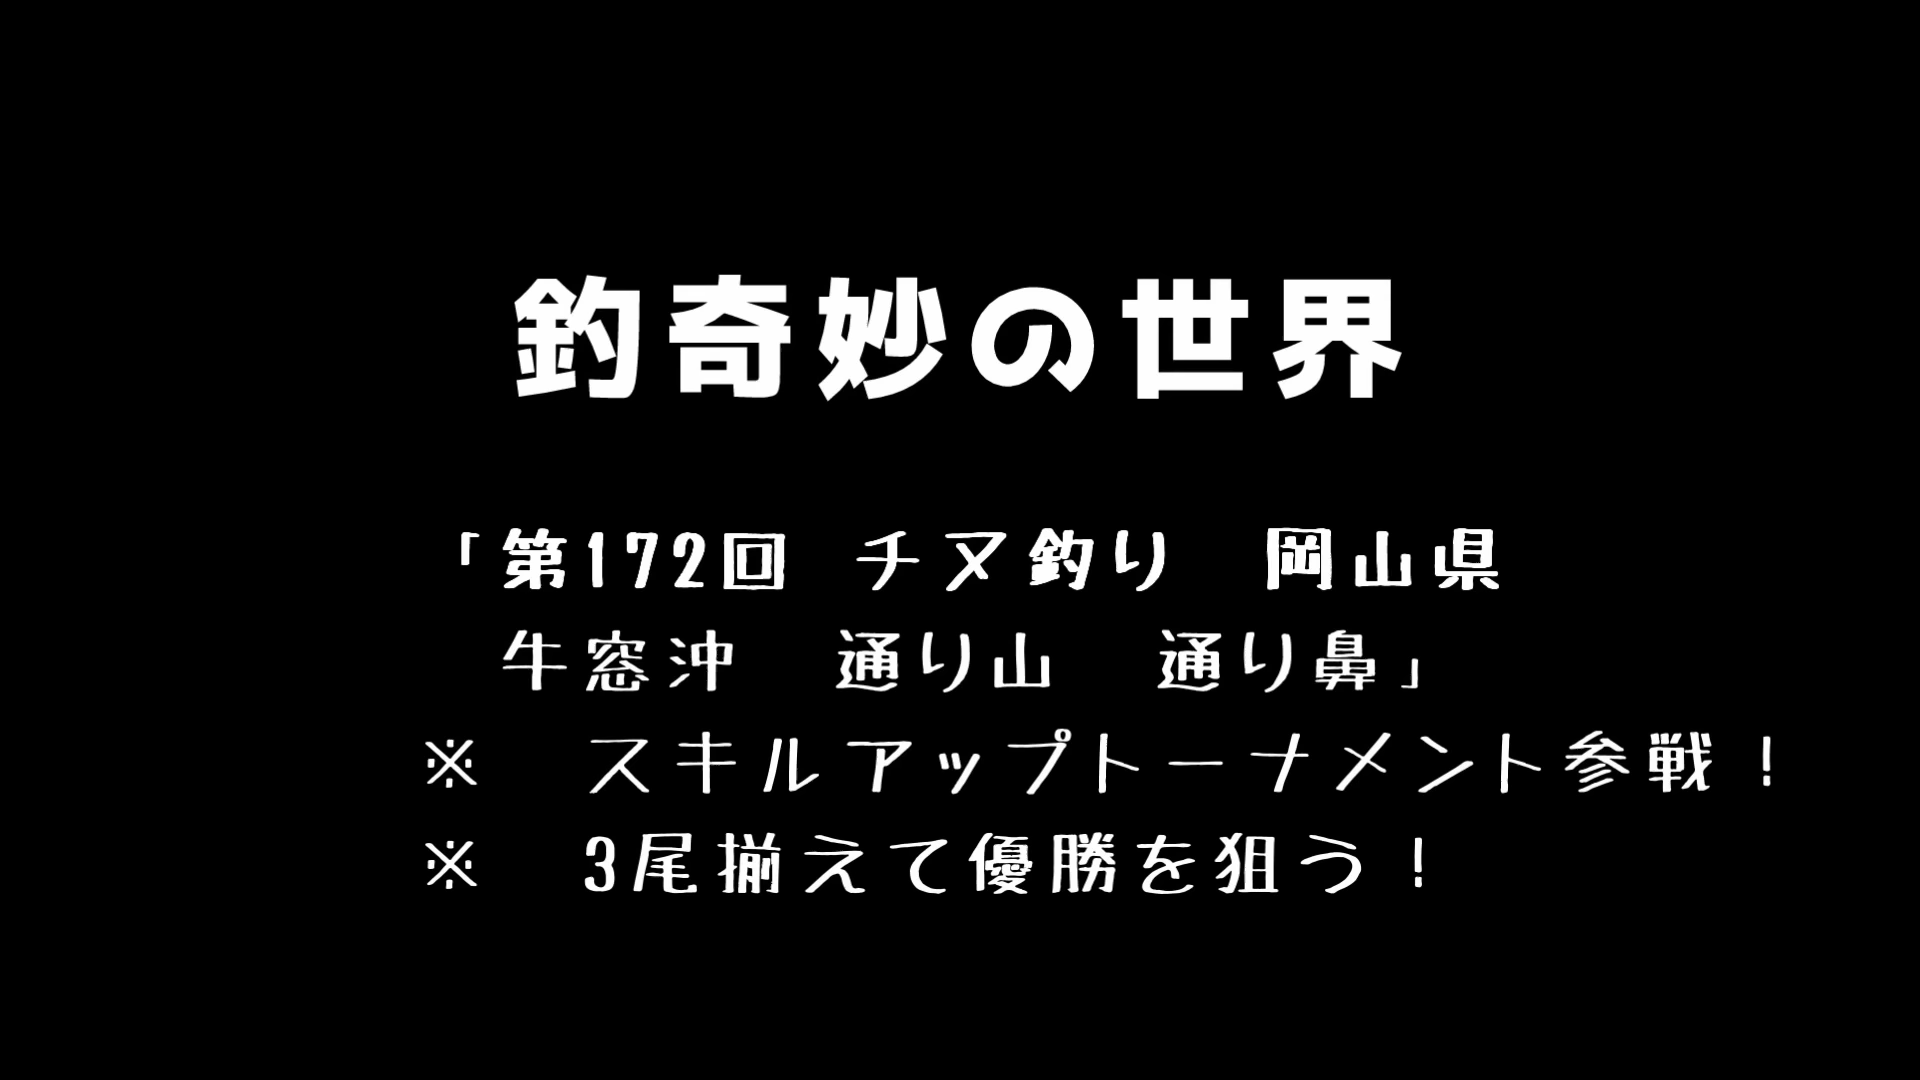 釣奇妙の世界
「第172回 チヌ釣り　岡山県
牛窓沖　通り山　通り鼻」
※　スキルアップトーナメント参戦！
※　3尾揃えて優勝を狙う！